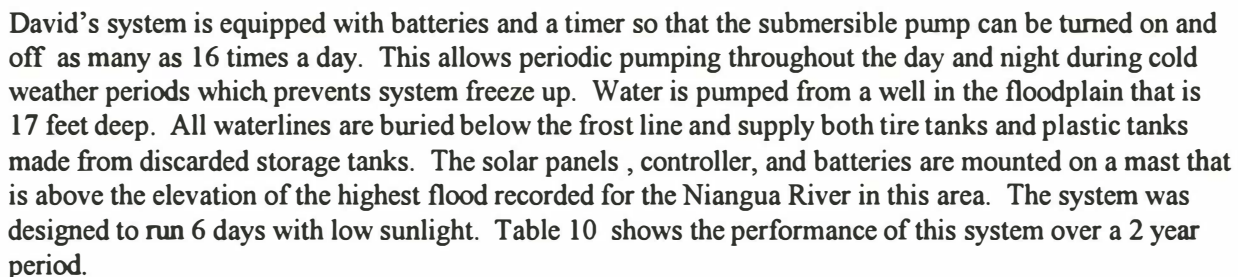 David's system is equipped with batteries and a timer so that the submersible pump can be turned on and
off as many as 16 times a day. This allows periodic pumping throughout the day and night during cold
weather periods which prevents system freeze up. Water is pumped from a well in the floodplain that is
17 feet deep. All waterlines are buried below the frost line and supply both tire tanks and plastic tanks
made from discarded storage tanks. The solar panels , controller, and batteries are mounted on a mast that
is above the elevation of the highest flood recorded for the Niangua River in this area. The system was
designed to run 6 days with low sunlight. Table 10 shows the performance of this system over a 2 year
period.